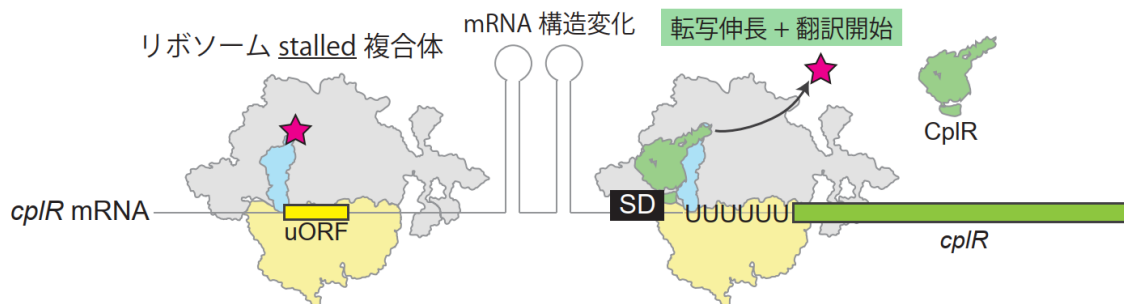 mRNA 構造変化
転写伸長 + 翻訳開始
リボソーム stalled 複合体
CplR
cplR mRNA
uORF
SD
UUUUUU
cplR